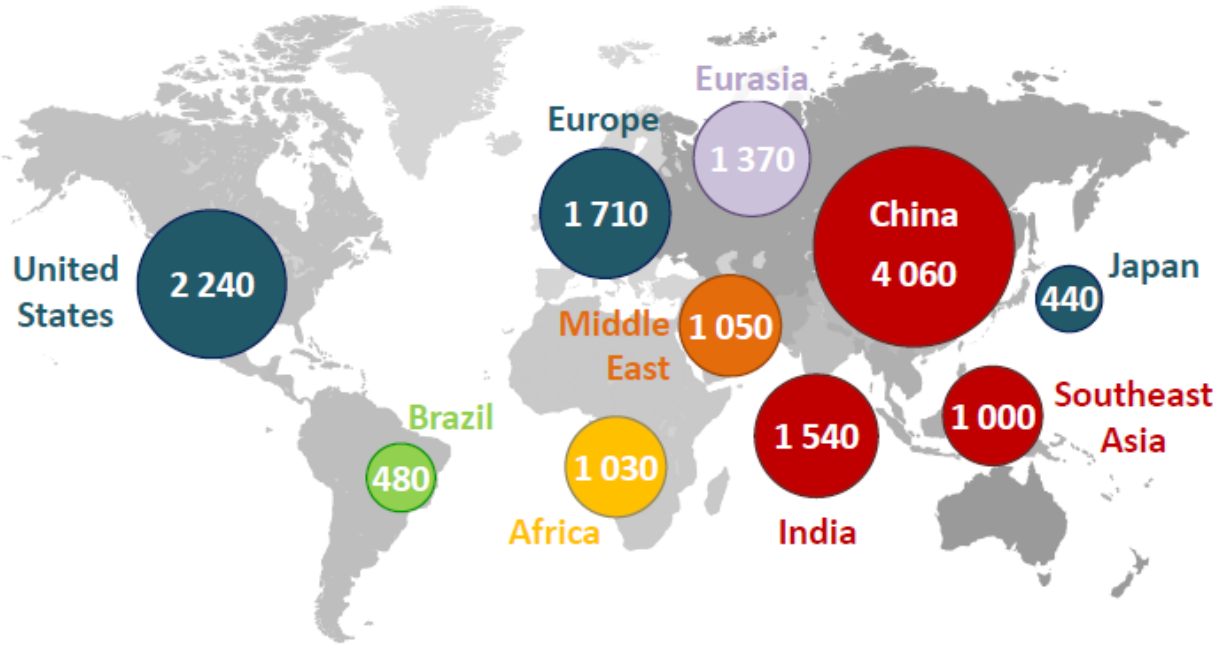 Eurasia
1 370
Europe
1 710
China
4 060
United
States
2 240
Japan
440
Middle
East
1 050
Brazil
480
Africa
1 030
India
1 540
Southeast
Asia
1 000